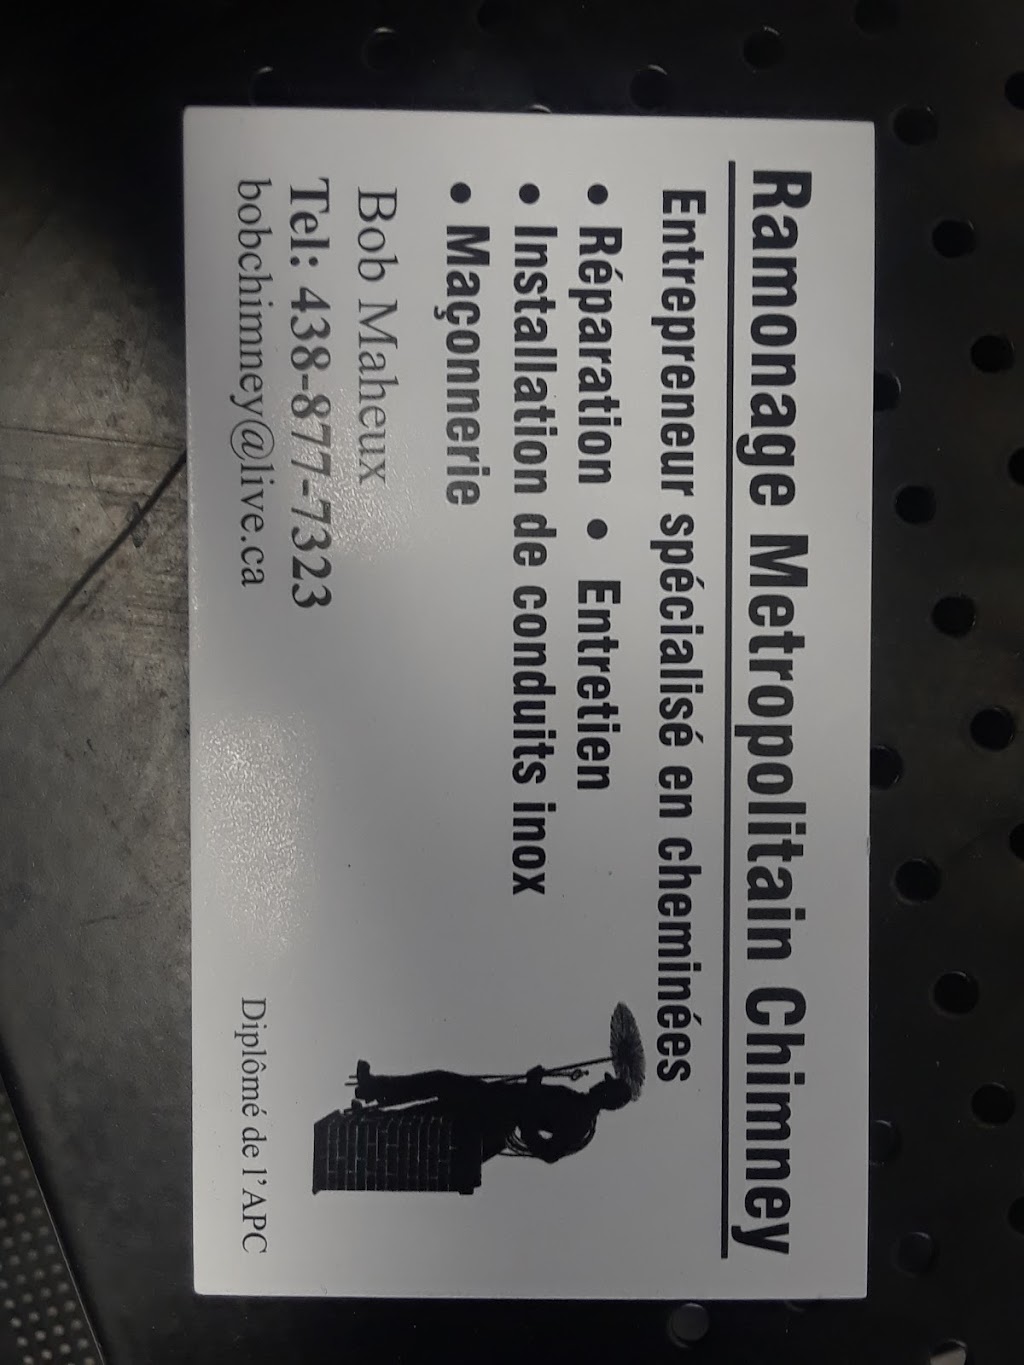 Ramonage Metropolitain Chimney
Entrepreneur spécialisé en cheminées
• Réparation • Entretien
• Installation de conduits inox
• Maçonnerie
Bob Maheux
Tel: 438-877-7323
bobchimney@live.ca
Diplômé de l'APC